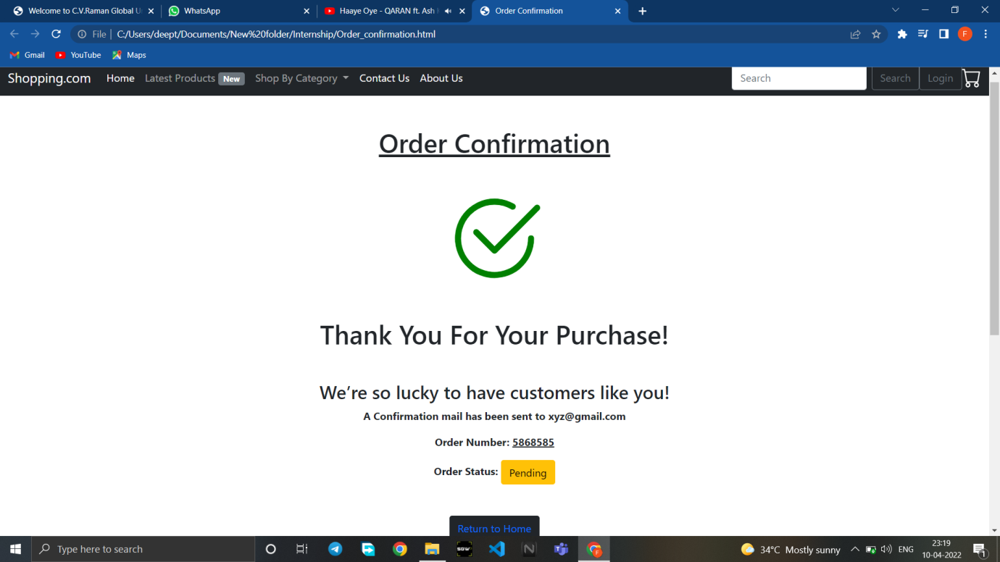 Welcome to C.V.Raman Global U
WhatsApp
Haaye Oye - QARAN ft. Ash
Order Confirmation
File
C:/Users/deept/Documents/New%20folder/Internship/Order_confirmation.html
F
Gmail
YouTube
Maps
Shopping.com
Home
Latest Products New
Shop By Category
Contact Us
About Us
Search
Search
Login
Order Confirmation
Thank You For Your Purchase!
We’re so lucky to have customers like you!
A Confirmation mail has been sent to xyz@gmail.com
Order Number: 5868585
Order Status: Pending
Return to Home
Type here to search
SGW
N
F
34°C Mostly sunny
ENG
23:19
10-04-2022
1